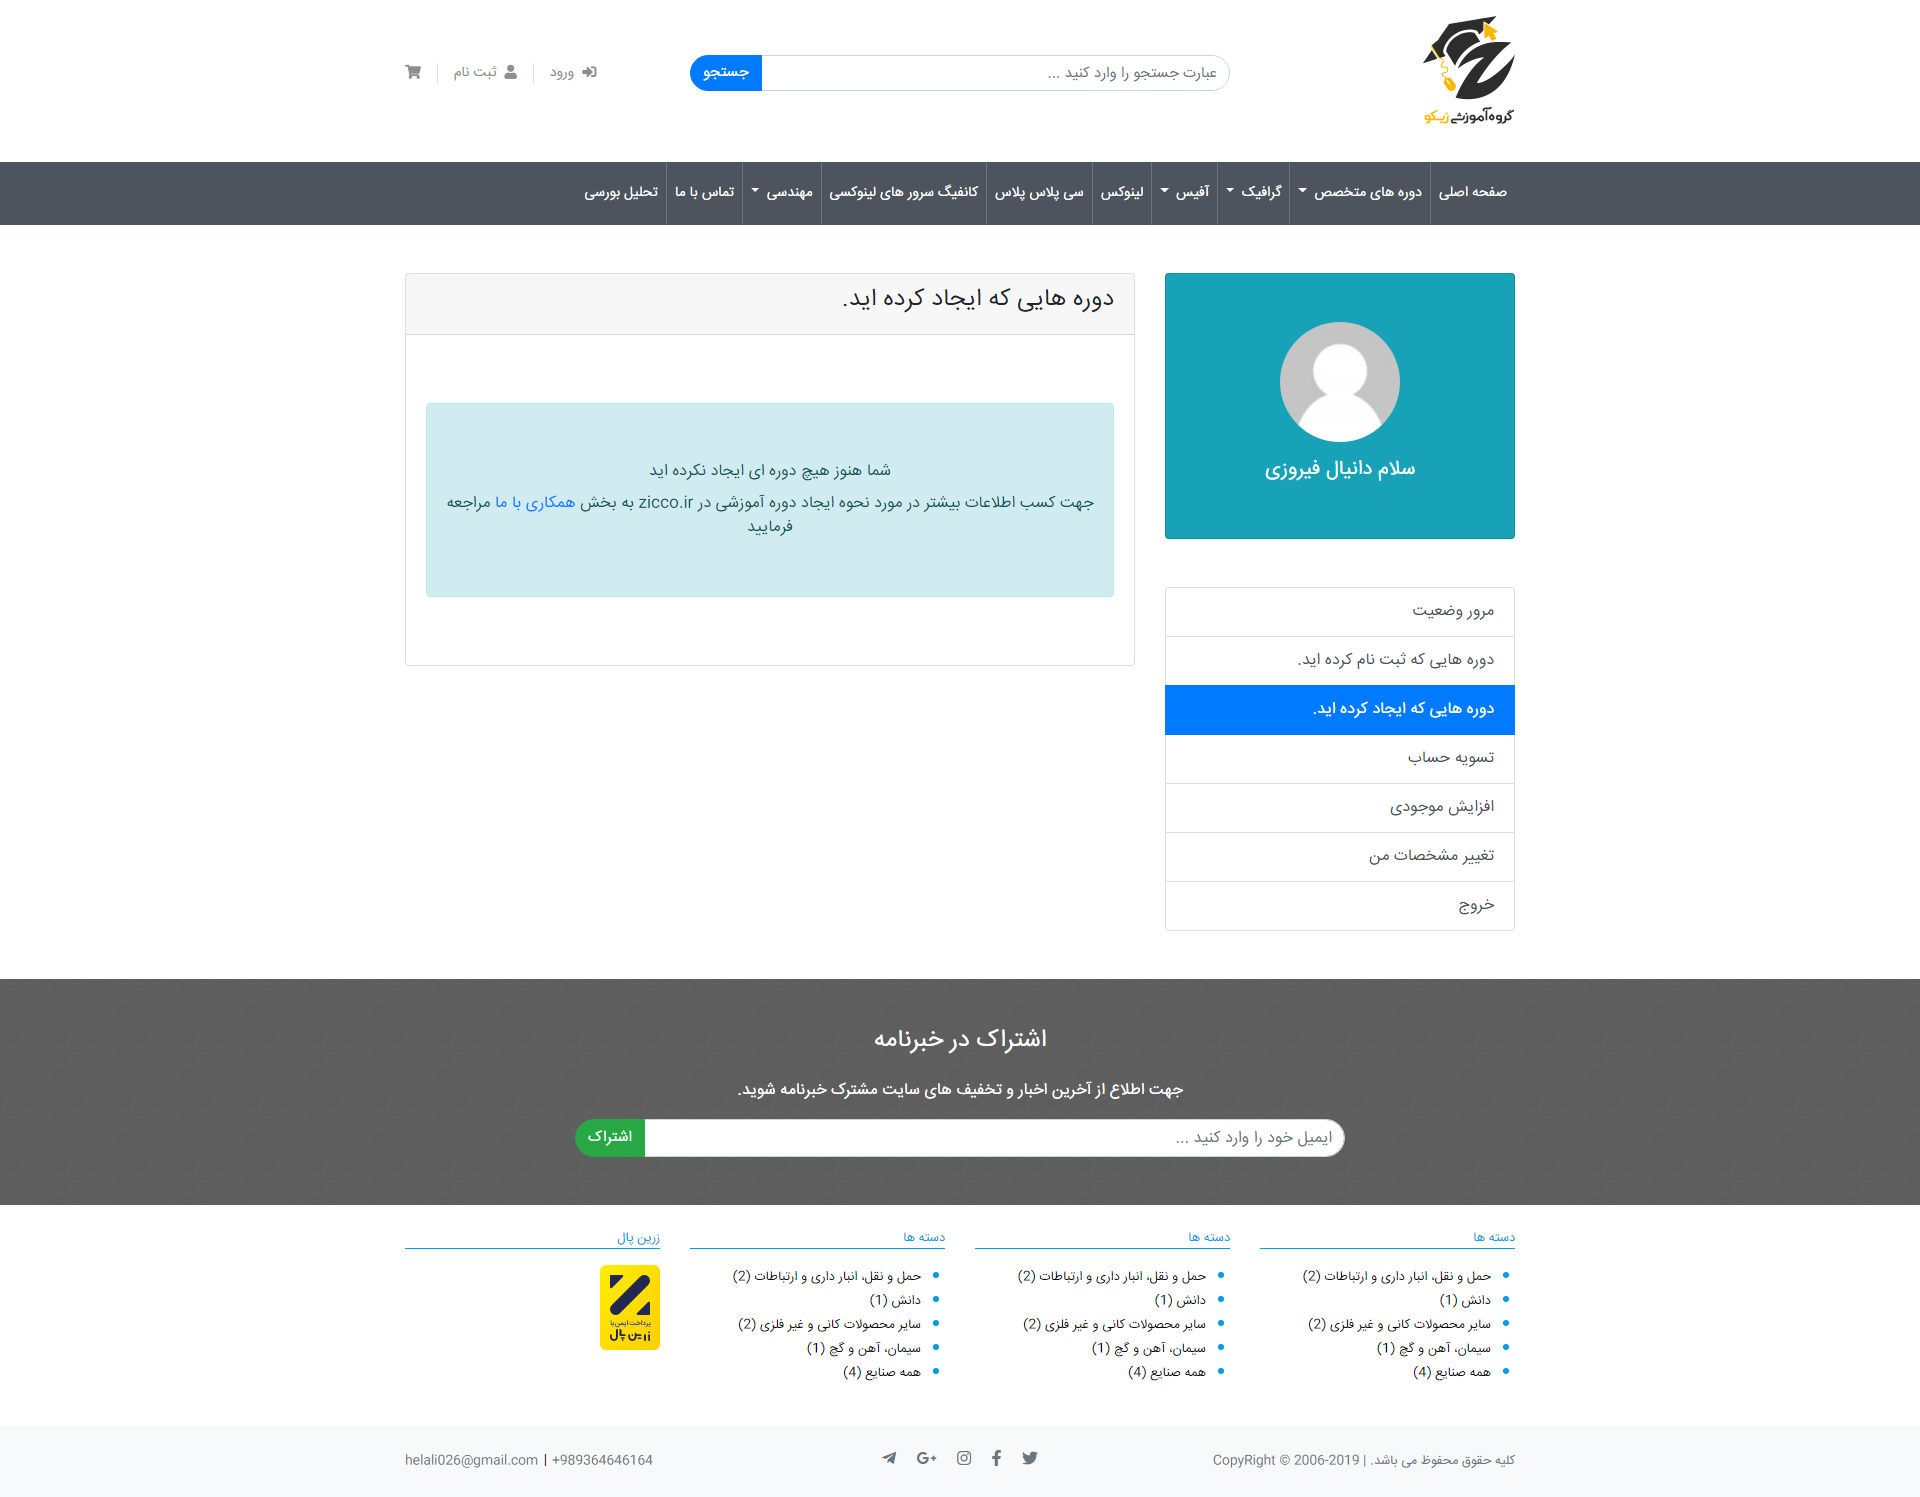 گروه‌آموزشی‌زیکو
عبارت جستجو را وارد کنید ...
جستجو
ورود
ثبت نام
صفحه اصلی
دوره های متخصص
گرافیک
آفیس
لینوکس
سی پلاس پلاس
کانفیگ سرور های لینوکسی
مهندسی
تماس با ما
تحلیل بورسی
سلام دانیال فیروزی
مرور وضعیت
دوره هایی که ثبت نام کرده اید.
دوره هایی که ایجاد کرده اید.
تسویه حساب
افزایش موجودی
تغییر مشخصات من
خروج
دوره هایی که ایجاد کرده اید.
شما هنوز هیچ دوره ای ایجاد نکرده اید
جهت کسب اطلاعات بیشتر در مورد نحوه ایجاد دوره آموزشی در zicco.ir به بخش همکاری با ما مراجعه
فرمایید
اشتراک در خبرنامه
جهت اطلاع از آخرین اخبار و تخفیف های سایت مشترک خبرنامه شوید.
ایمیل خود را وارد کنید ...
اشتراک
دسته ها
حمل و نقل، انبار داری و ارتباطات (2)
دانش (1)
سایر محصولات کانی و غیر فلزی (2)
سیمان، آهن و گچ (1)
همه صنایع (4)
دسته ها
حمل و نقل، انبار داری و ارتباطات (2)
دانش (1)
سایر محصولات کانی و غیر فلزی (2)
سیمان، آهن و گچ (1)
همه صنایع (4)
دسته ها
حمل و نقل، انبار داری و ارتباطات (2)
دانش (1)
سایر محصولات کانی و غیر فلزی (2)
سیمان، آهن و گچ (1)
همه صنایع (4)
زرین پال
پرداخت ایمن با
زرین پال
کلیه حقوق محفوظ می باشد. | CopyRight © 2006-2019
helali026@gmail.com | +989364646164